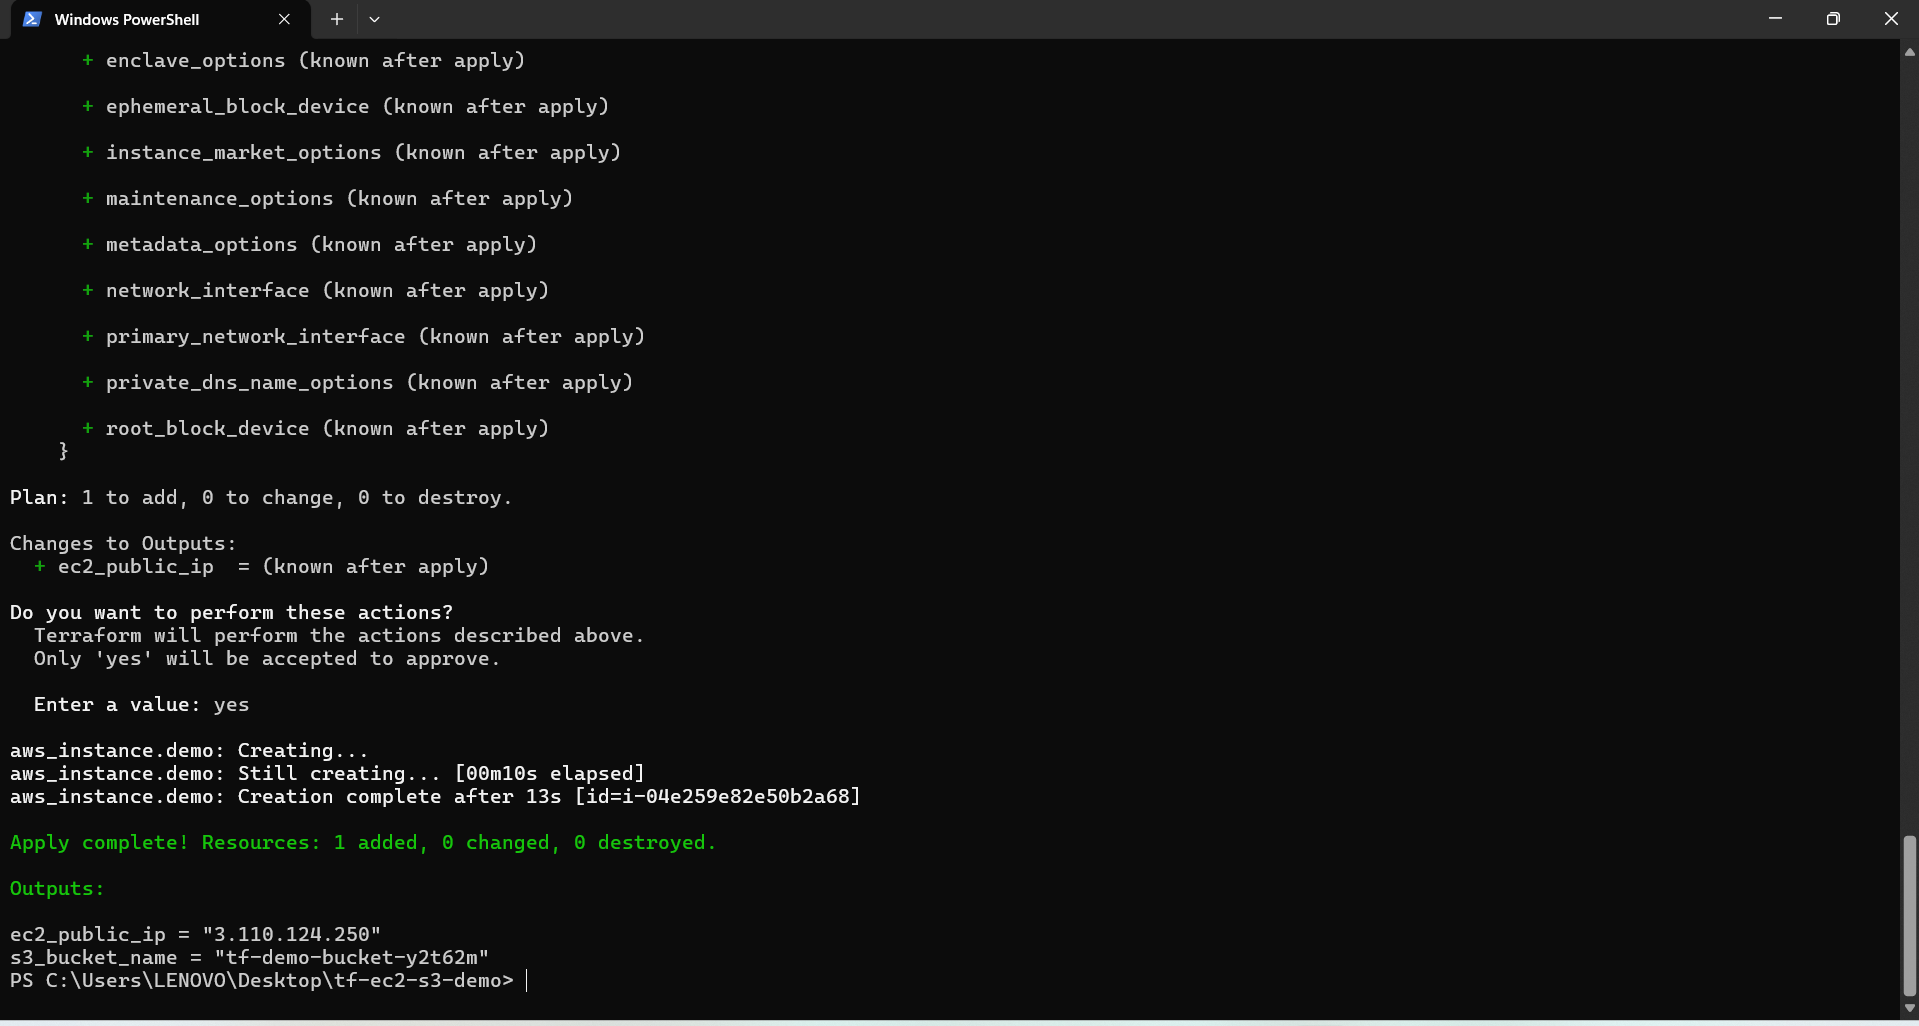 Windows PowerShell
+ enclave_options (known after apply)
+ ephemeral_block_device (known after apply)
+ instance_market_options (known after apply)
+ maintenance_options (known after apply)
+ metadata_options (known after apply)
+ network_interface (known after apply)
+ primary_network_interface (known after apply)
+ private_dns_name_options (known after apply)
+ root_block_device (known after apply)
}
Plan: 1 to add, 0 to change, 0 to destroy.
Changes to Outputs:
+ ec2_public_ip  = (known after apply)
Do you want to perform these actions?
Terraform will perform the actions described above.
Only 'yes' will be accepted to approve.
Enter a value: yes
aws_instance.demo: Creating...
aws_instance.demo: Still creating... [00m10s elapsed]
aws_instance.demo: Creation complete after 13s [id=i-04e259e82e50b2a68]
Apply complete! Resources: 1 added, 0 changed, 0 destroyed.
Outputs:
ec2_public_ip = "3.110.124.250"
s3_bucket_name = "tf-demo-bucket-y2t62m"
PS C:\Users\LENOVO\Desktop\tf-ec2-s3-demo>